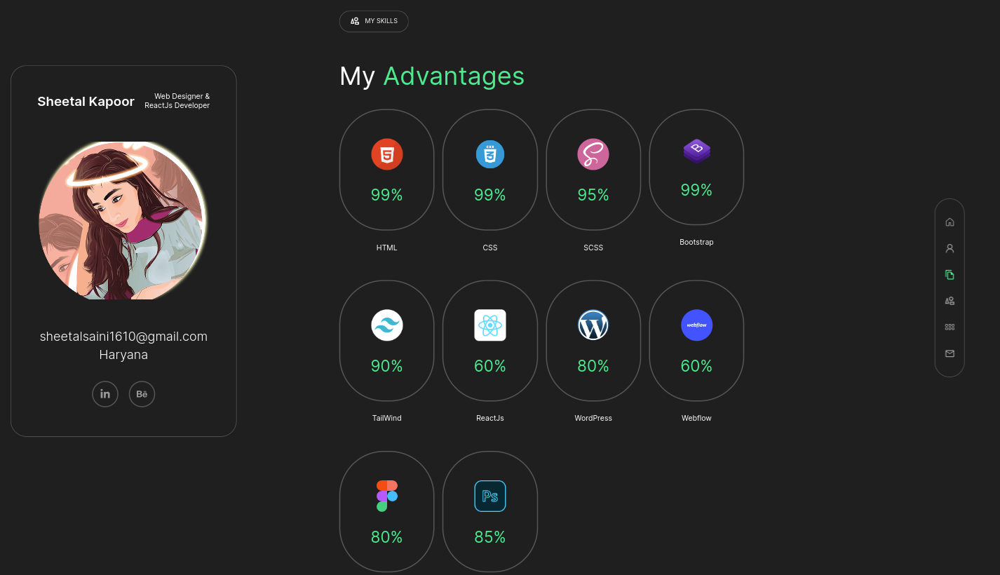 MY SKILLS
My Advantages
Sheetal Kapoor
Web Designer &
ReactJs Developer
sheetalsaini1610@gmail.com
Haryana
in
Bē
5
99%
HTML
CSS
3
99%
CSS
S
95%
SCSS
B
99%
Bootstrap
90%
TailWind
60%
ReactJs
W
80%
WordPress
webflow
60%
Webflow
80%
Ps
85%